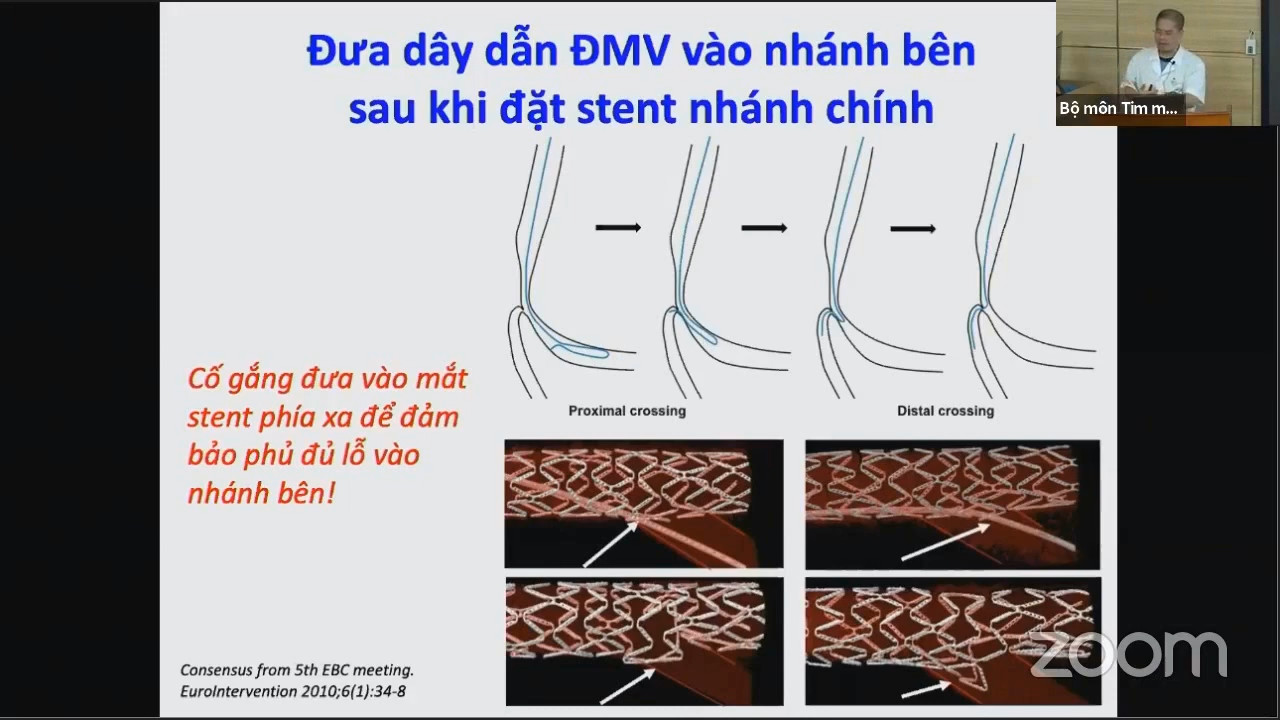 Đưa dây dẫn ĐMV vào nhánh bên
sau khi đặt stent nhánh chính
Bộ môn Tim m...
Cố gắng đưa vào mắt
stent phía xa để đảm
bảo phủ đủ lỗ vào
nhánh bên!
Proximal crossing
Distal crossing
Consensus from 5th EBC meeting.
EuroIntervention 2010;6(1):34-8
zoom